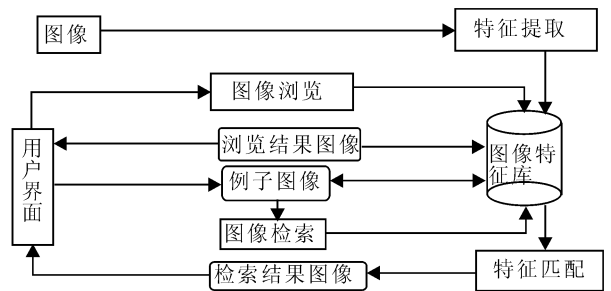 图像
特征提取
图像浏览
用户界面
浏览结果图像
图像特
征库
例子图像
图像检索
检索结果图像
特征匹配